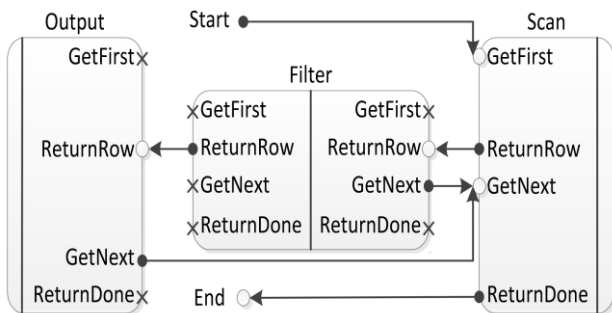 Output
GetFirst
ReturnRow
GetNext
ReturnDone
Start
End
Filter
GetFirst
ReturnRow
GetNext
ReturnDone
GetFirst
ReturnRow
GetNext
ReturnDone
Scan
GetFirst
ReturnRow
GetNext
ReturnDone